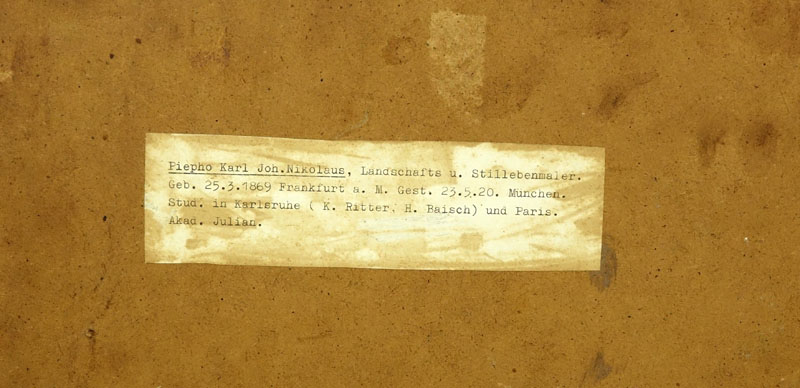 Piepho Karl Joh.Nikolaus, Landschafts u. Stillebenmaler.
Geb. 25.3.1869 Frankfurt a. M. Gest. 23.5.20. München.
Stud. in Karlsruhe ( K. Ritter, H. Baisch) und Paris.
Akad. Julian.